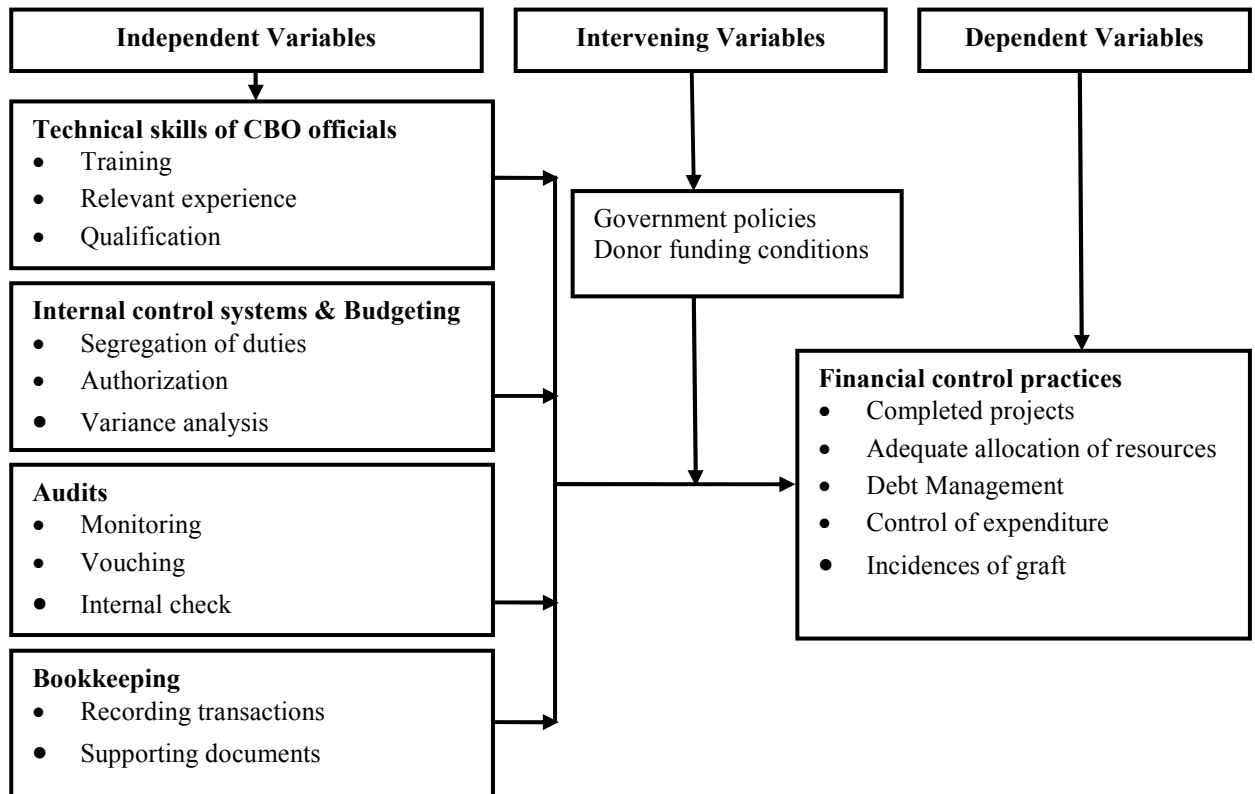 Independent Variables
Intervening Variables
Dependent Variables
Technical skills of CBO officials
• Training
• Relevant experience
• Qualification
Internal control systems & Budgeting
• Segregation of duties
• Authorization
• Variance analysis
Audits
• Monitoring
• Vouching
• Internal check
Bookkeeping
• Recording transactions
• Supporting documents
Government policies
Donor funding conditions
Financial control practices
• Completed projects
• Adequate allocation of resources
• Debt Management
• Control of expenditure
• Incidences of graft